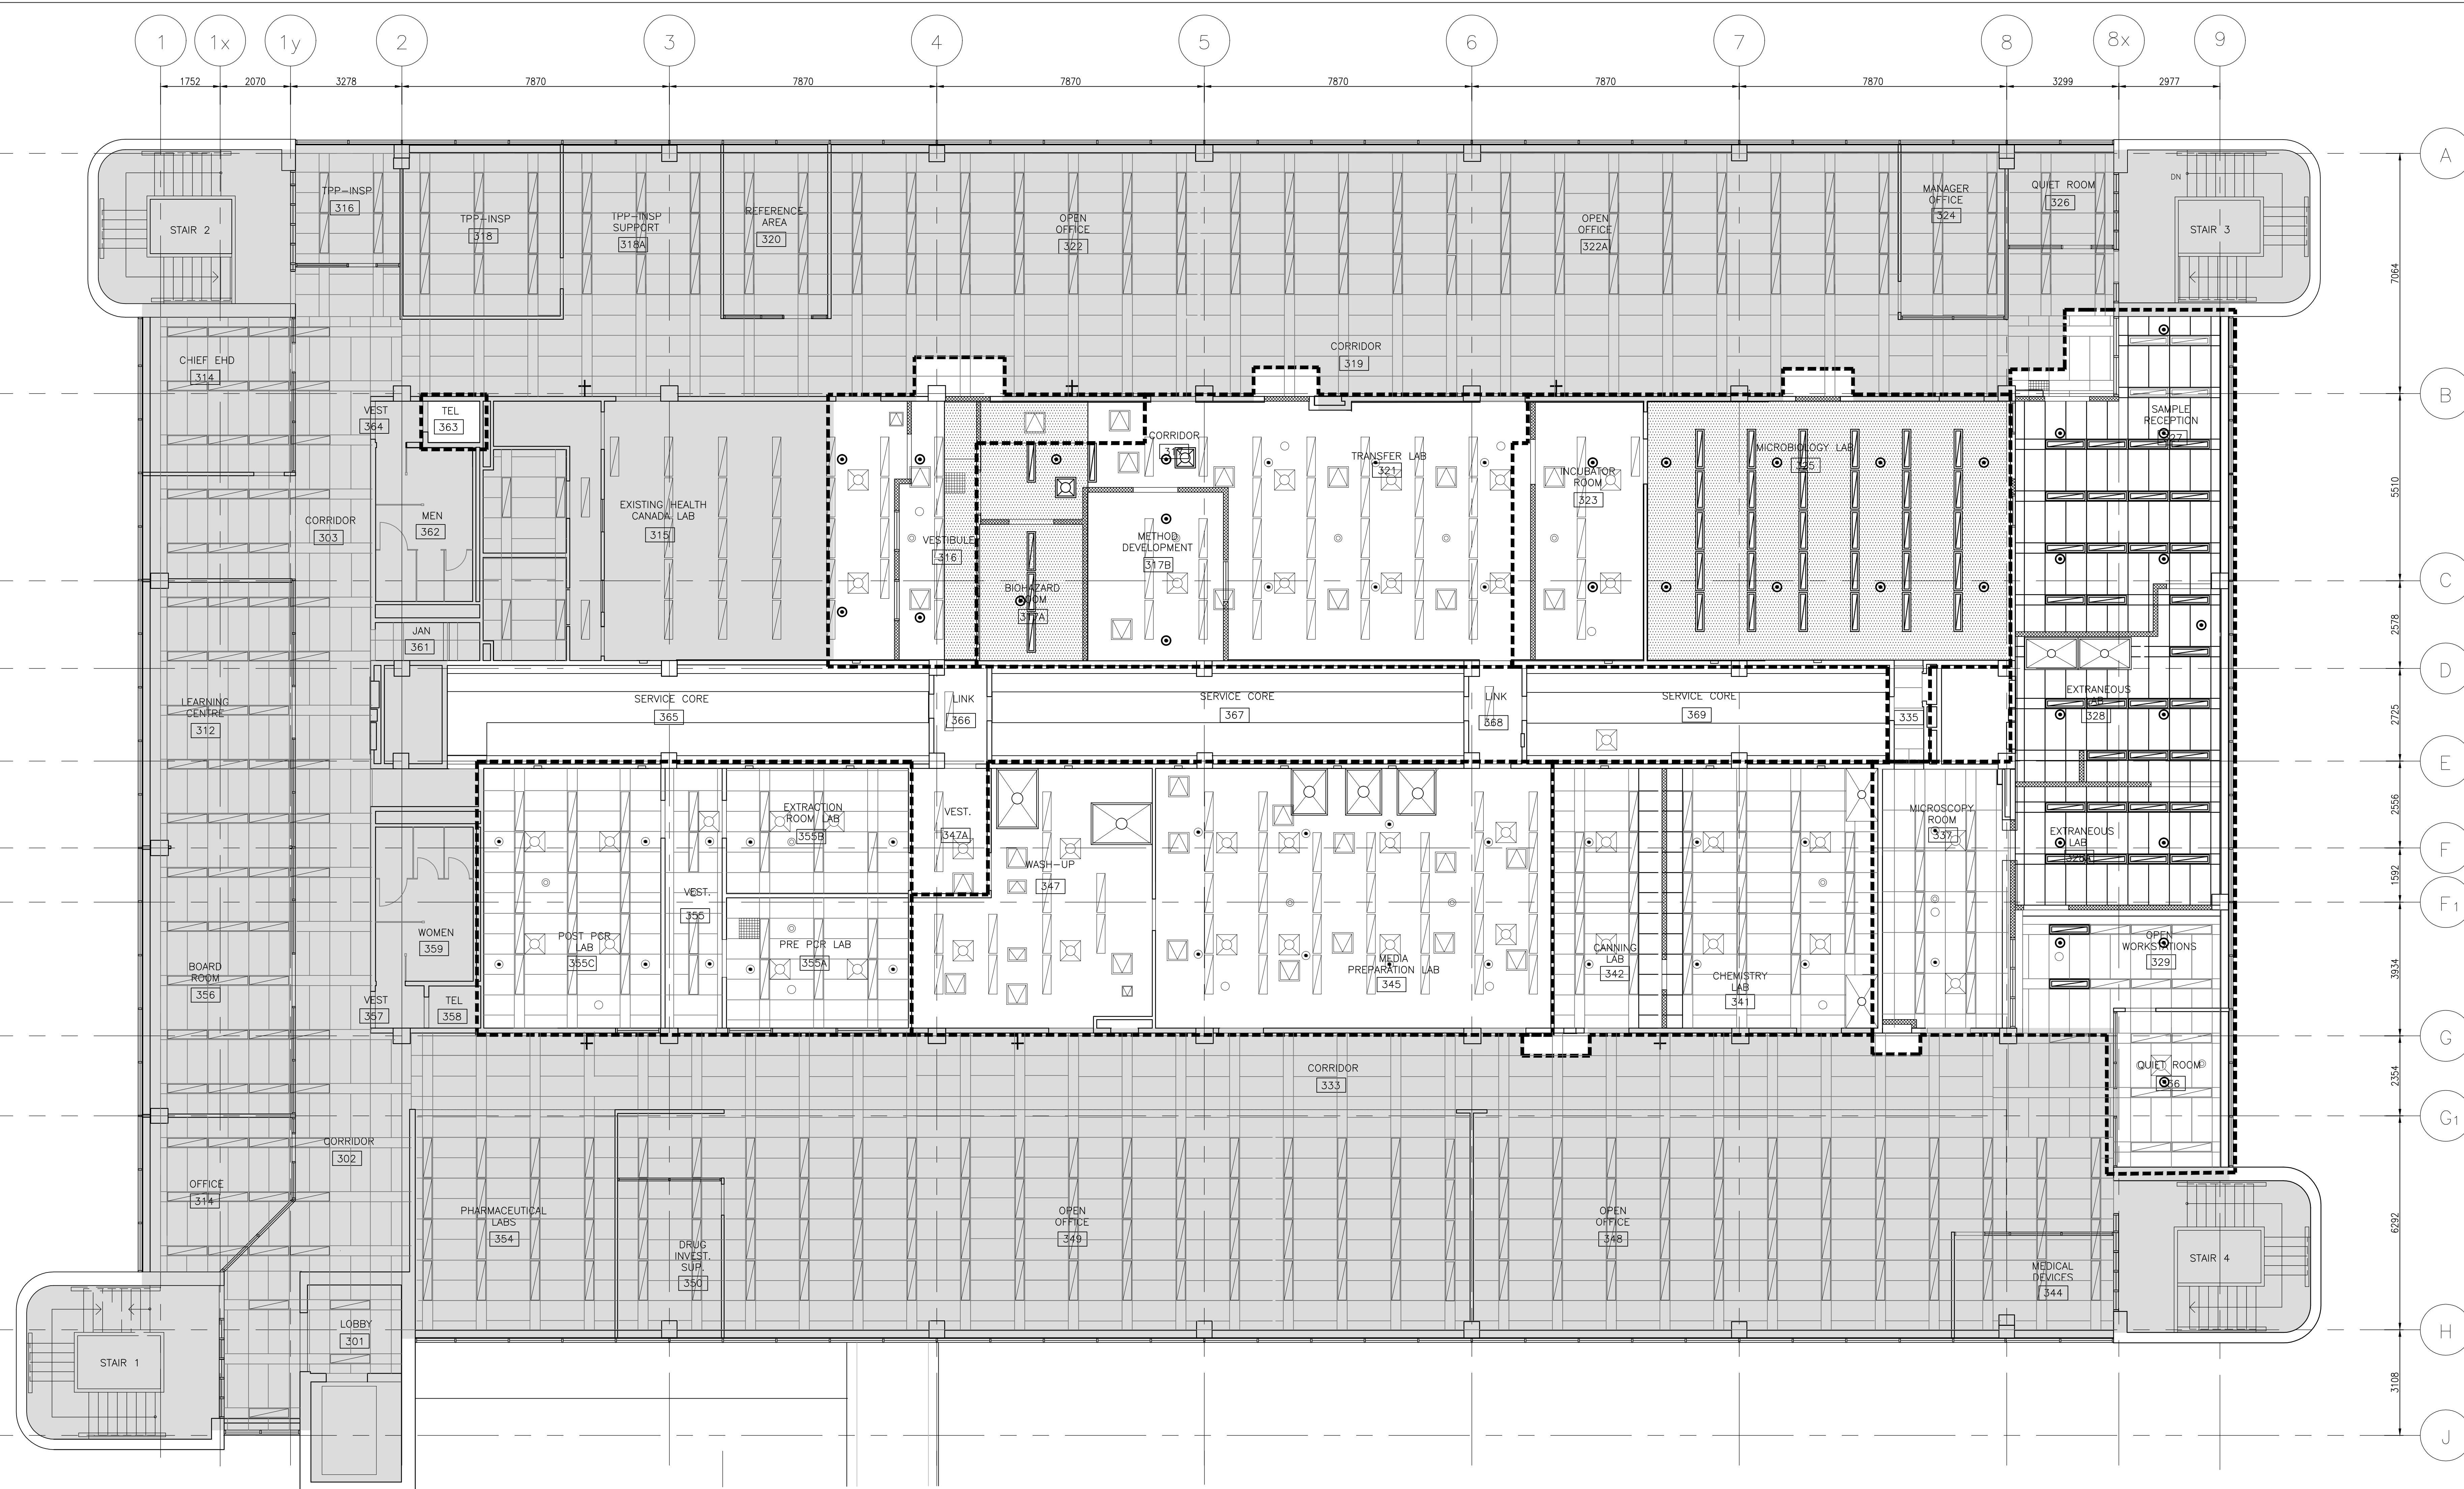 1 1x 1y 2 3 4 5 6 7 8 8x 9
1752 2070 3278 7870 7870 7870 7870 7870 7870 3299 2977
A
B
C
D
E
F
F1
G
G1
H
J
7064
5510
2578
2725
2556
1592
3934
2354
6292
3108
STAIR 2
TPP-INSP
316
TPP-INSP
318
TPP-INSP
SUPPORT
318A
REFERENCE
AREA
320
OPEN
OFFICE
322
OPEN
OFFICE
322A
MANAGER
OFFICE
324
QUIET ROOM
326
DN
STAIR 3
CHIEF EHD
314
CORRIDOR
319
VEST
364
TEL
363
CORRIDOR
303
MEN
362
EXISTING HEALTH
CANADA LAB
315
VESTIBULE
316
CORRIDOR
BIOHAZARD
ROOM
317A
METHOD
DEVELOPMENT
317B
TRANSFER LAB
321
INCUBATOR
ROOM
323
MICROBIOLOGY LAB
325
SAMPLE
RECEPTION
JAN
361
LEARNING
CENTRE
312
SERVICE CORE
365
LINK
366
SERVICE CORE
367
LINK
368
SERVICE CORE
369
335
EXTRANEOUS
LAB
328
EXTRACTION
ROOM LAB
355B
VEST.
347A
WASH-UP
347
MICROSCOPY
ROOM
337
EXTRANEOUS
LAB
VEST.
355
WOMEN
359
POST PCR
LAB
355C
PRE PCR LAB
355A
MEDIA
PREPARATION LAB
345
CANNING
LAB
342
CHEMISTRY
LAB
341
OPEN
WORKSTATIONS
329
BOARD
ROOM
356
VEST
357
TEL
358
CORRIDOR
333
QUIET ROOM
CORRIDOR
302
OFFICE
314
PHARMACEUTICAL
LABS
354
DRUG
INVEST.
SUP.
350
OPEN
OFFICE
349
OPEN
OFFICE
348
MEDICAL
DEVICES
344
STAIR 4
LOBBY
301
STAIR 1